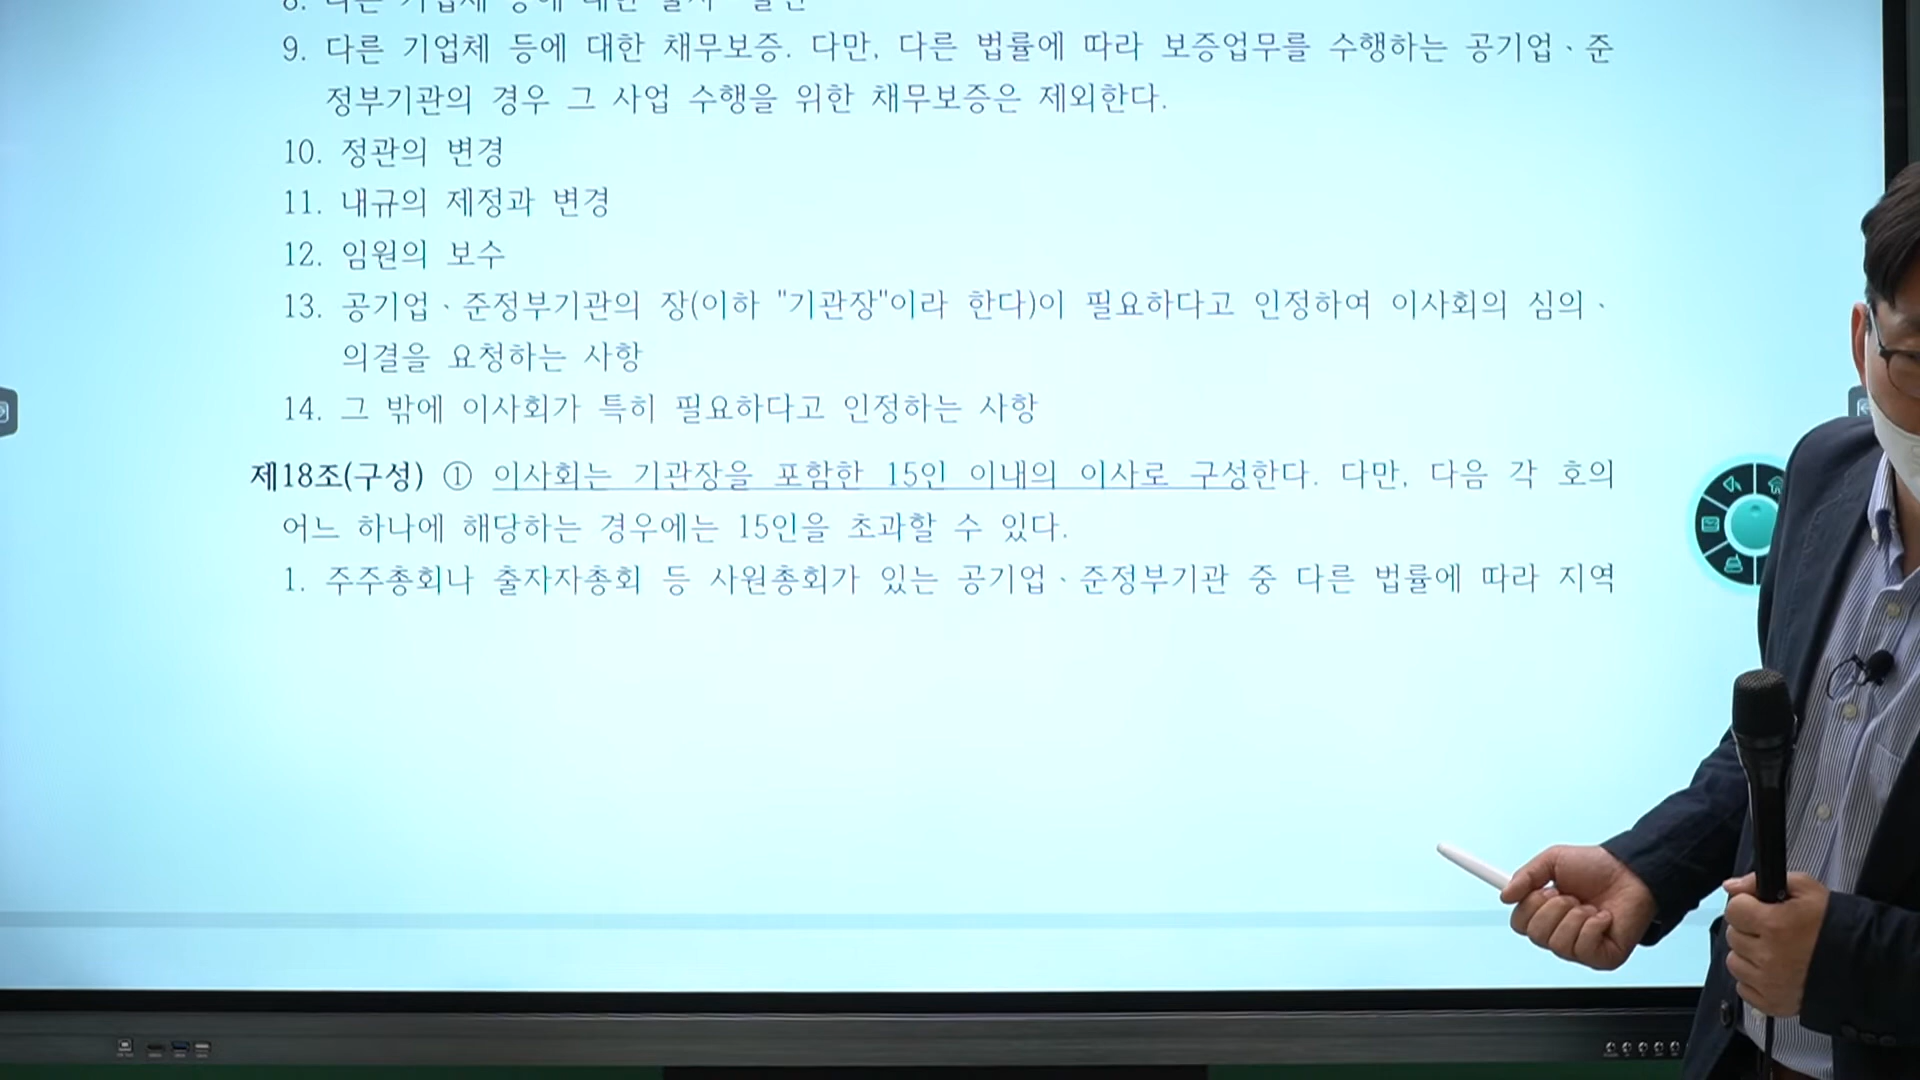 9. 다른 기업체 등에 대한 채무보증. 다만, 다른 법률에 따라 보증업무를 수행하는 공기업ㆍ준
정부기관의 경우 그 사업 수행을 위한 채무보증은 제외한다.
10. 정관의 변경
11. 내규의 제정과 변경
12. 임원의 보수
13. 공기업ㆍ준정부기관의 장(이하 "기관장"이라 한다)이 필요하다고 인정하여 이사회의 심의ㆍ
의결을 요청하는 사항
14. 그 밖에 이사회가 특히 필요하다고 인정하는 사항
제18조(구성) ① 이사회는 기관장을 포함한 15인 이내의 이사로 구성한다. 다만, 다음 각 호의
어느 하나에 해당하는 경우에는 15인을 초과할 수 있다.
1. 주주총회나 출자자총회 등 사원총회가 있는 공기업ㆍ준정부기관 중 다른 법률에 따라 지역